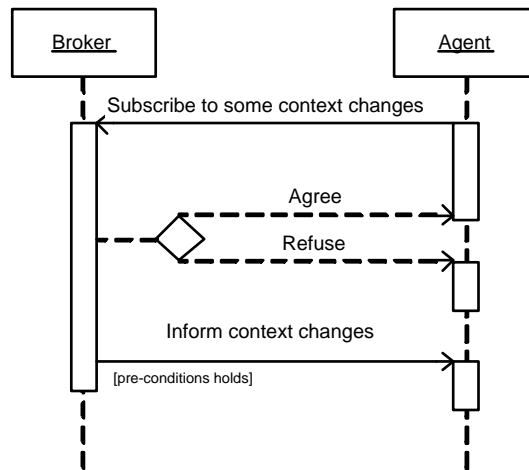 Broker
Agent
Subscribe to some context changes
Agree
Refuse
Inform context changes
[pre-conditions holds]